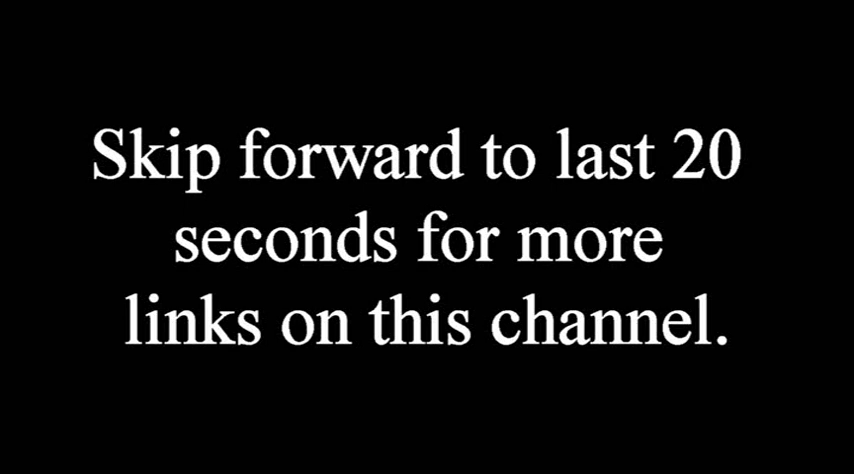 Skip forward to last 20
seconds for more
links on this channel.